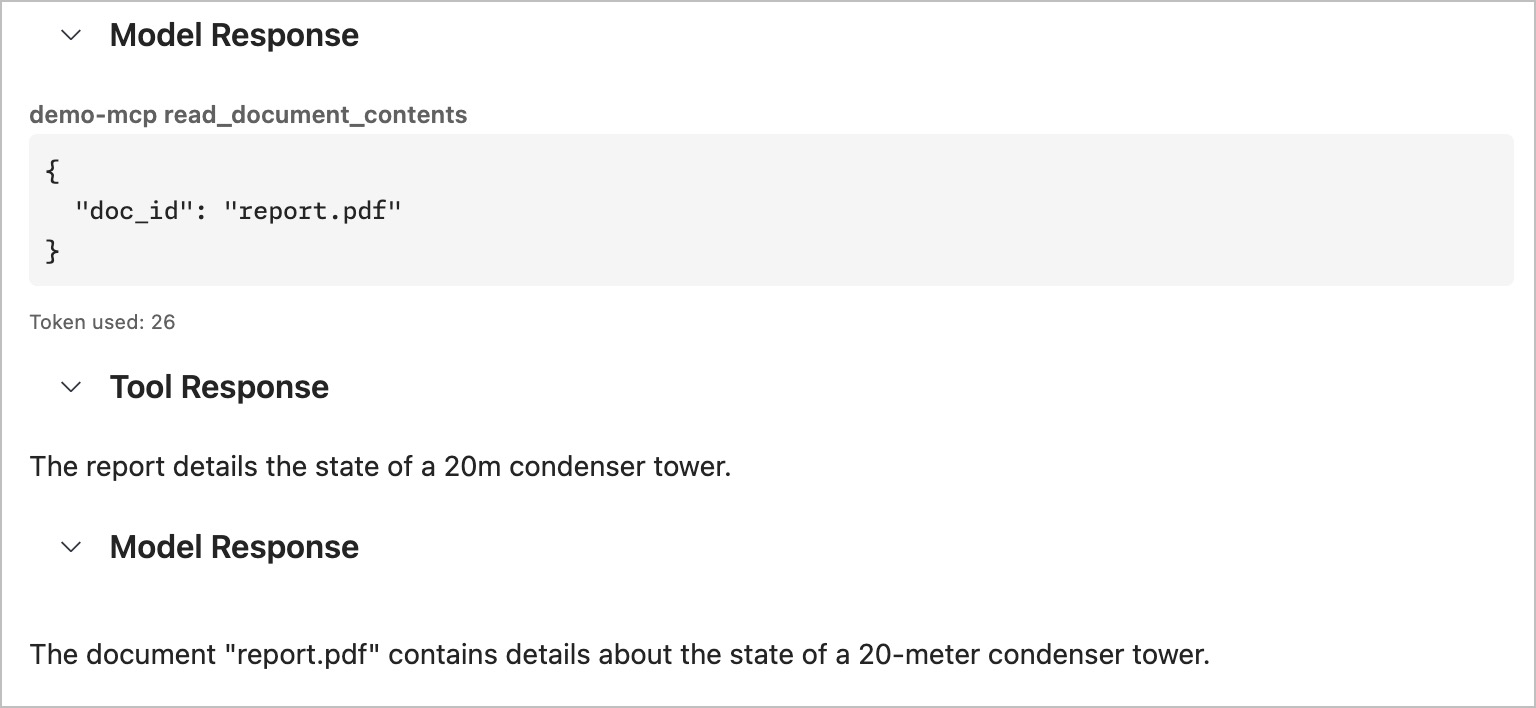 Model Response
demo-mcp read_document_contents
{
  "doc_id": "report.pdf"
}
Token used: 26
Tool Response
The report details the state of a 20m condenser tower.
Model Response
The document "report.pdf" contains details about the state of a 20-meter condenser tower.